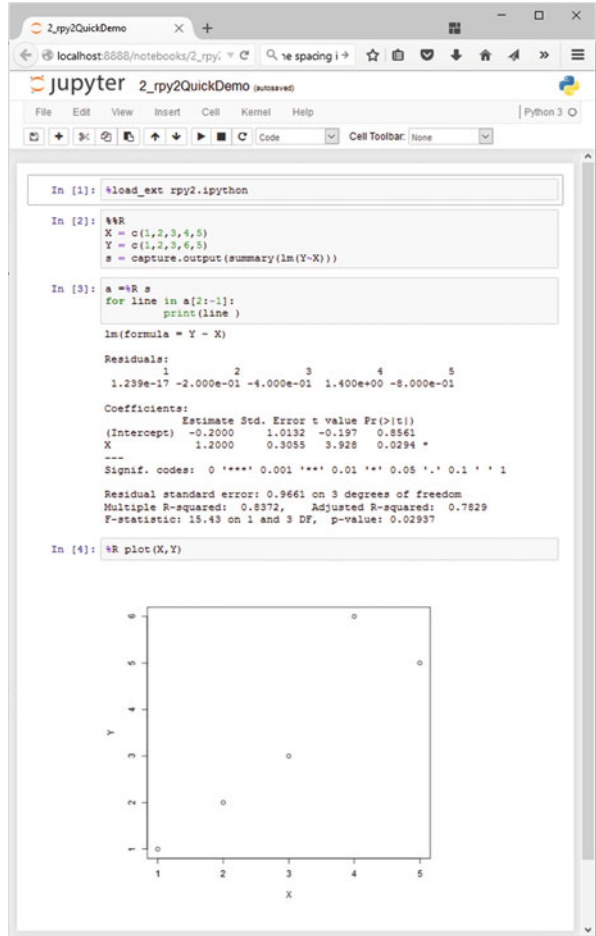 2_rpy2QuickDemo
localhost:8888/notebooks/2_rpy2
1e spacing i
jupyter 2_rpy2QuickDemo (autosaved)
File Edit View Insert Cell Kernel Help Python 3
Code Cell Toolbar: None
In [1]: %load_ext rpy2.ipython
In [2]: %%R
X = c(1,2,3,4,5)
Y = c(1,2,3,6,5)
s = capture.output(summary(lm(Y~X)))
In [3]: a =%R s
for line in a[2:-1]:
print(line )
lm(formula = Y ~ X)
Residuals:
1 2 3 4 5
1.239e-17 -2.000e-01 -4.000e-01 1.400e+00 -8.000e-01
Coefficients:
Estimate Std. Error t value Pr(>|t|)
(Intercept) -0.2000 1.0132 -0.197 0.8561
X 1.2000 0.3055 3.928 0.0294 *
---
Signif. codes: 0 '***' 0.001 '**' 0.01 '*' 0.05 '.' 0.1 ' ' 1
Residual standard error: 0.9661 on 3 degrees of freedom
Multiple R-squared: 0.8372, Adjusted R-squared: 0.7829
F-statistic: 15.43 on 1 and 3 DF, p-value: 0.02937
In [4]: %R plot(X,Y)
6
5
4
Y
3
2
1
1 2 3 4 5
X